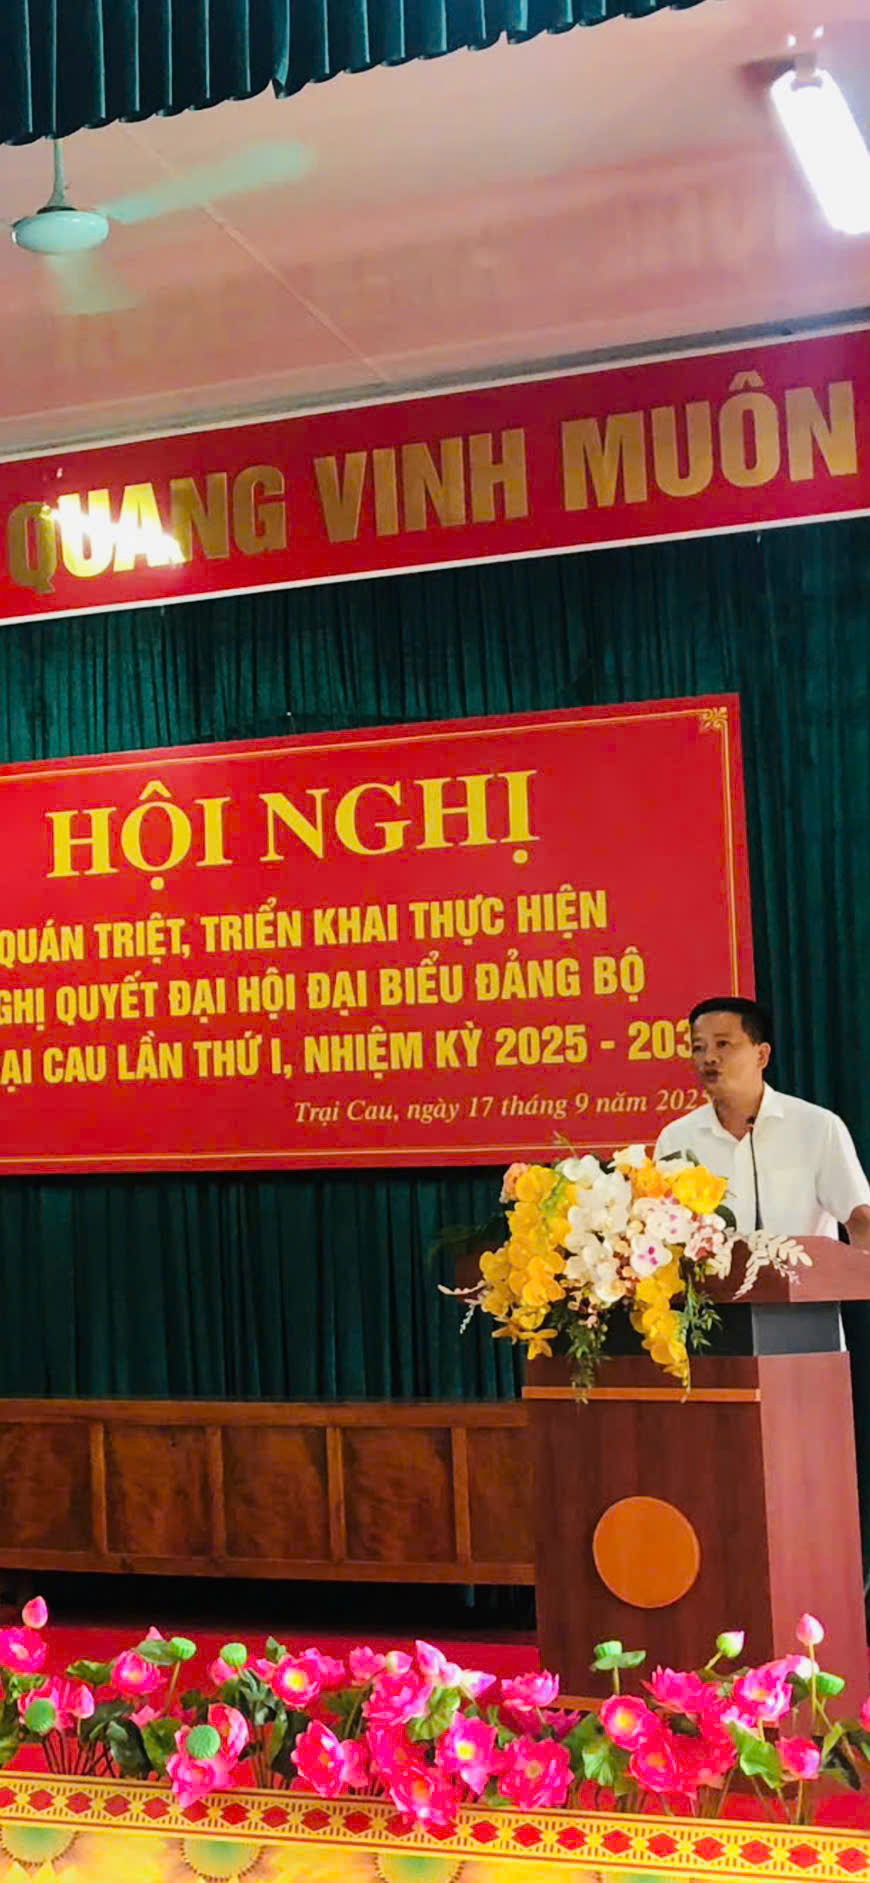 QUANG VINH MUÔN
HỘI NGHỊ
QUÁN TRIỆT, TRIỂN KHAI THỰC HIỆN
GHỊ QUYẾT ĐẠI HỘI ĐẠI BIỂU ĐẢNG BỘ
ẠI CAU LẦN THỨ I, NHIỆM KỲ 2025 - 203
Trại Cau, ngày 17 tháng 9 năm 202